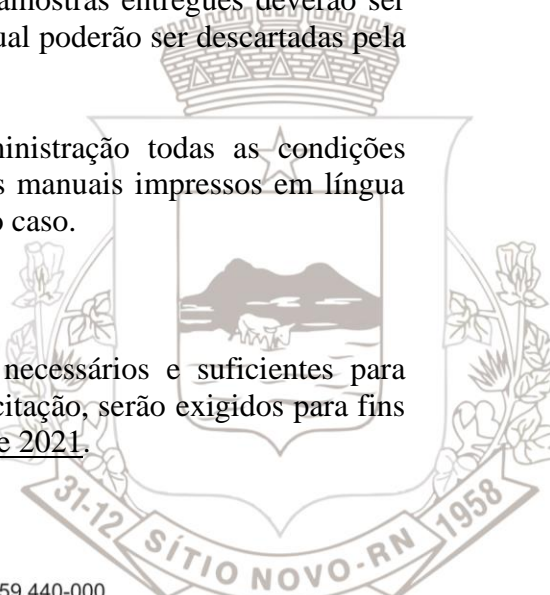 amostras entregues deverão ser
ual poderão ser descartadas pela
ministração todas as condições
s manuais impressos em língua
o caso.
necessários e suficientes para
citação, serão exigidos para fins
e 2021.
31-12 SÍTIO NOVO-RN 1958
59.440-000